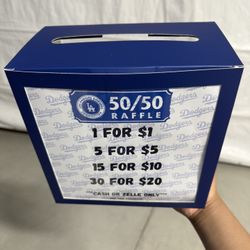 50/50
RAFFLE
LA
1 FOR $1
5 FOR $5
15 FOR $10
30 FOR $20
CASH OR ZELLE ONLY***
Dodgers